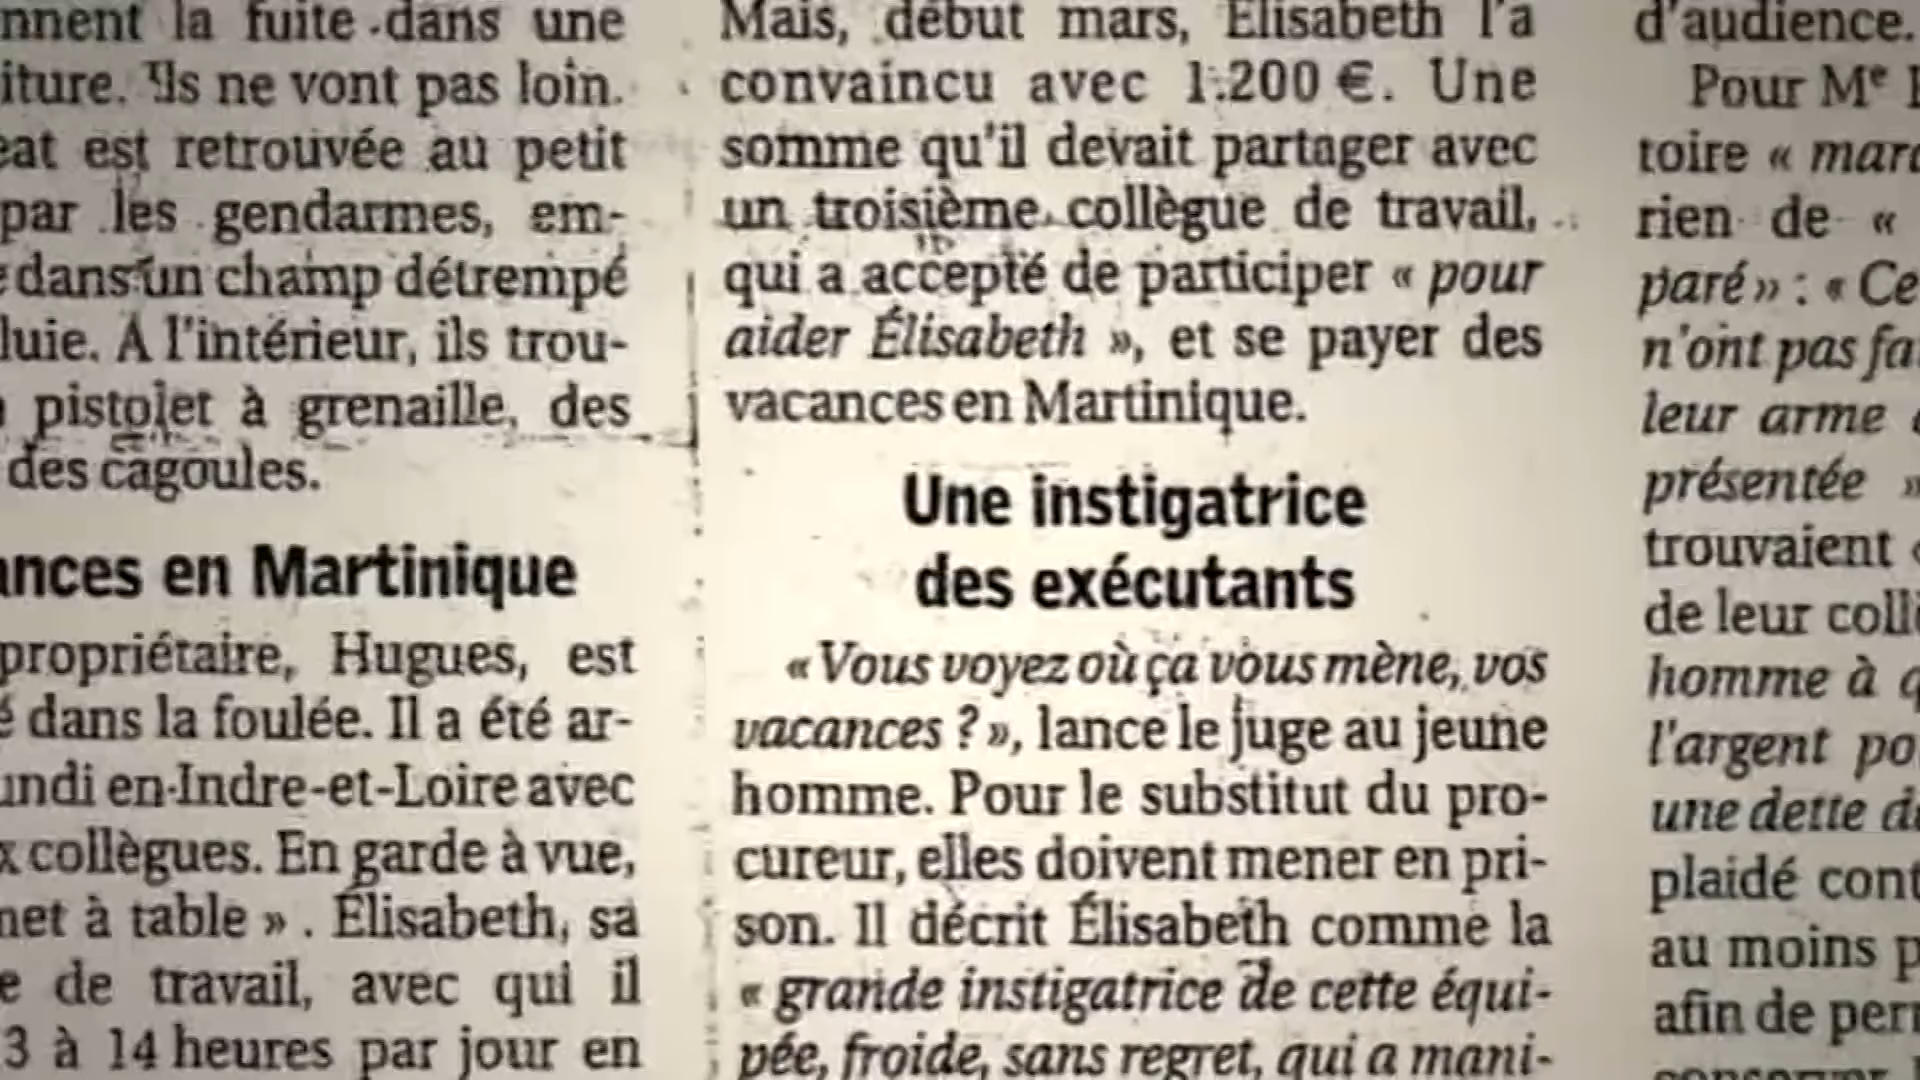 nnent la fuite dans une
iture. Ils ne vont pas loin.
eat est retrouvée au petit
par les gendarmes, em-
dans un champ détrempé
luie. À l'intérieur, ils trou-
pistolet à grenaille, des
des cagoules.
ances en Martinique
propriétaire, Hugues, est
é dans la foulée. Il a été ar-
undi en Indre-et-Loire avec
x collègues. En garde à vue,
met à table ». Élisabeth, sa
e de travail, avec qui il
3 à 14 heures par jour en
Mais, début mars, Élisabeth l'a
convaincu avec 1.200 €. Une
somme qu'il devait partager avec
un troisième collègue de travail,
qui a accepté de participer « pour
aider Élisabeth », et se payer des
vacances en Martinique.
Une instigatrice
des exécutants
« Vous voyez où ça vous mène, vos
vacances ? », lance le juge au jeune
homme. Pour le substitut du pro-
cureur, elles doivent mener en pri-
son. Il décrit Élisabeth comme la
« grande instigatrice de cette équi-
pée, froide, sans regret, qui a mani-
d'audience.
Pour Me
toire « marq
rien de «
paré » : « Ce
n'ont pas fa
leur arme
présentée »
trouvaient
de leur coll
homme à q
l'argent po
une dette d
plaidé cont
au moins p
afin de per
conserver